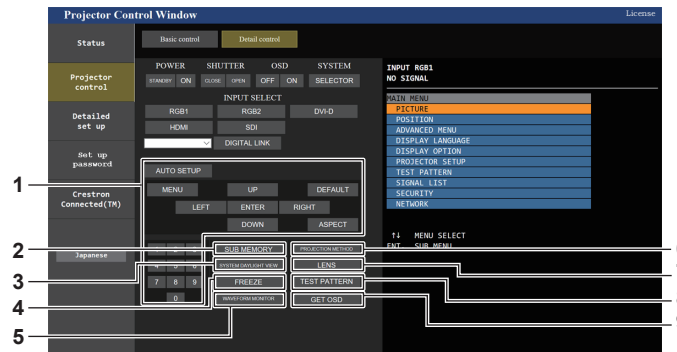 Projector Control Window
License
Status
Projector
control
Detailed
set up
Set up
password
Crestron
Connected(TM)
Japanese
Basic control
Detail control
POWER
SHUTTER
OSD
SYSTEM
STANDBY
ON
CLOSE
OPEN
OFF
ON
SELECTOR
INPUT SELECT
RGB1
RGB2
DVI-D
HDMI
SDI
DIGITAL LINK
AUTO SETUP
MENU
UP
DEFAULT
LEFT
ENTER
RIGHT
DOWN
ASPECT
SUB MEMORY
PROJECTION METHOD
SYSTEM DAYLIGHT VIEW
LENS
7
8
9
FREEZE
TEST PATTERN
0
WAVEFORM MONITOR
GET OSD
INPUT RGB1
NO SIGNAL
MAIN MENU
PICTURE
POSITION
ADVANCED MENU
DISPLAY LANGUAGE
DISPLAY OPTION
PROJECTOR SETUP
TEST PATTERN
SIGNAL LIST
SECURITY
NETWORK
↑↓ MENU SELECT
ENT SUB MENU
1
2
3
4
5